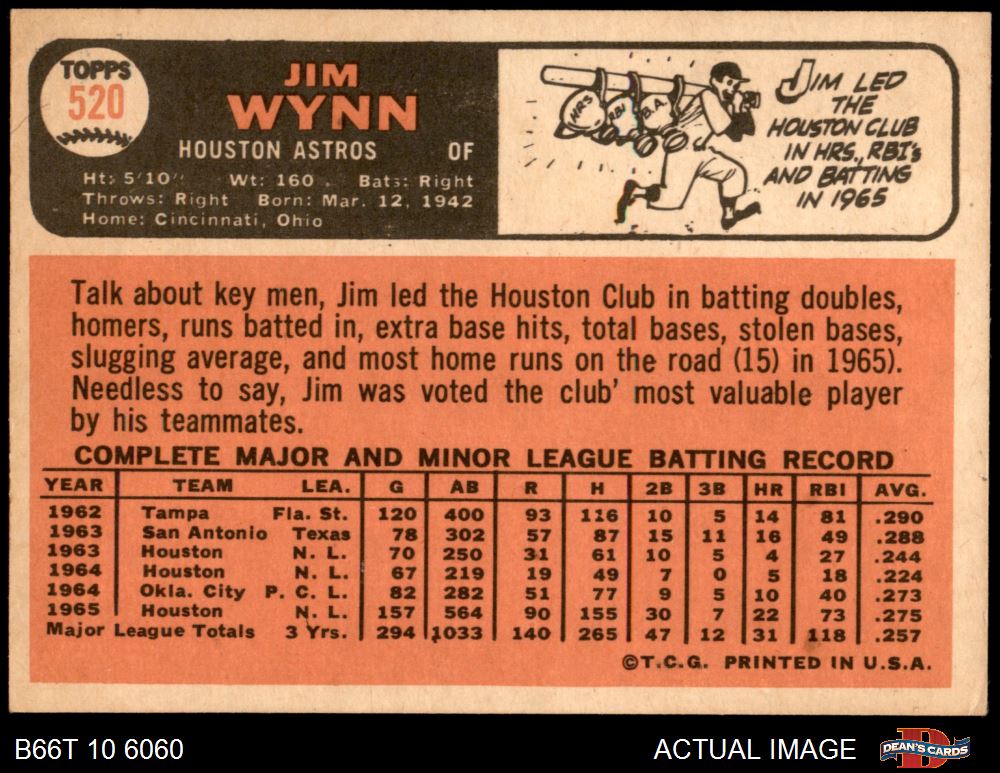 TOPPS
520
JIM
WYNN
HOUSTON ASTROS OF
Ht: 5'10" Wt: 160 Bats: Right
Throws: Right Born: Mar. 12, 1942
Home: Cincinnati, Ohio
HRS RBI B.A.
JIM LED
THE
HOUSTON CLUB
IN HRS., RBI's
AND BATTING
IN 1965
Talk about key men, Jim led the Houston Club in batting doubles,
homers, runs batted in, extra base hits, total bases, stolen bases,
slugging average, and most home runs on the road (15) in 1965).
Needless to say, Jim was voted the club' most valuable player
by his teammates.
COMPLETE MAJOR AND MINOR LEAGUE BATTING RECORD
YEAR TEAM LEA. G AB R H 2B 3B HR RBI AVG.
1962 Tampa Fla. St. 120 400 93 116 10 5 14 81 .290
1963 San Antonio Texas 78 302 57 87 15 11 16 49 .288
1963 Houston N. L. 70 250 31 61 10 5 4 27 .244
1964 Houston N. L. 67 219 19 49 7 0 5 18 .224
1964 Okla. City P. C. L. 82 282 51 77 9 5 10 40 .273
1965 Houston N. L. 157 564 90 155 30 7 22 73 .275
Major League Totals 3 Yrs. 294 1033 140 265 47 12 31 118 .257
©T.C.G. PRINTED IN U.S.A.
B66T 10 6060 ACTUAL IMAGE DEAN'S CARDS